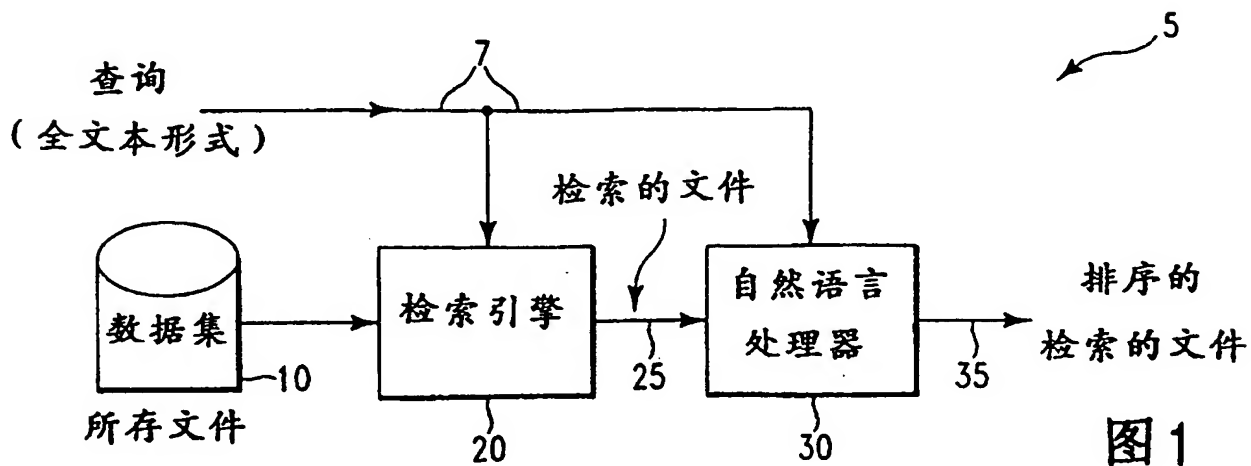 5
7
查询
（全文本形式）
检索的文件
数据集
10
所存文件
检索引擎
20
25
自然语言
处理器
30
35
排序的
检索的文件
图1